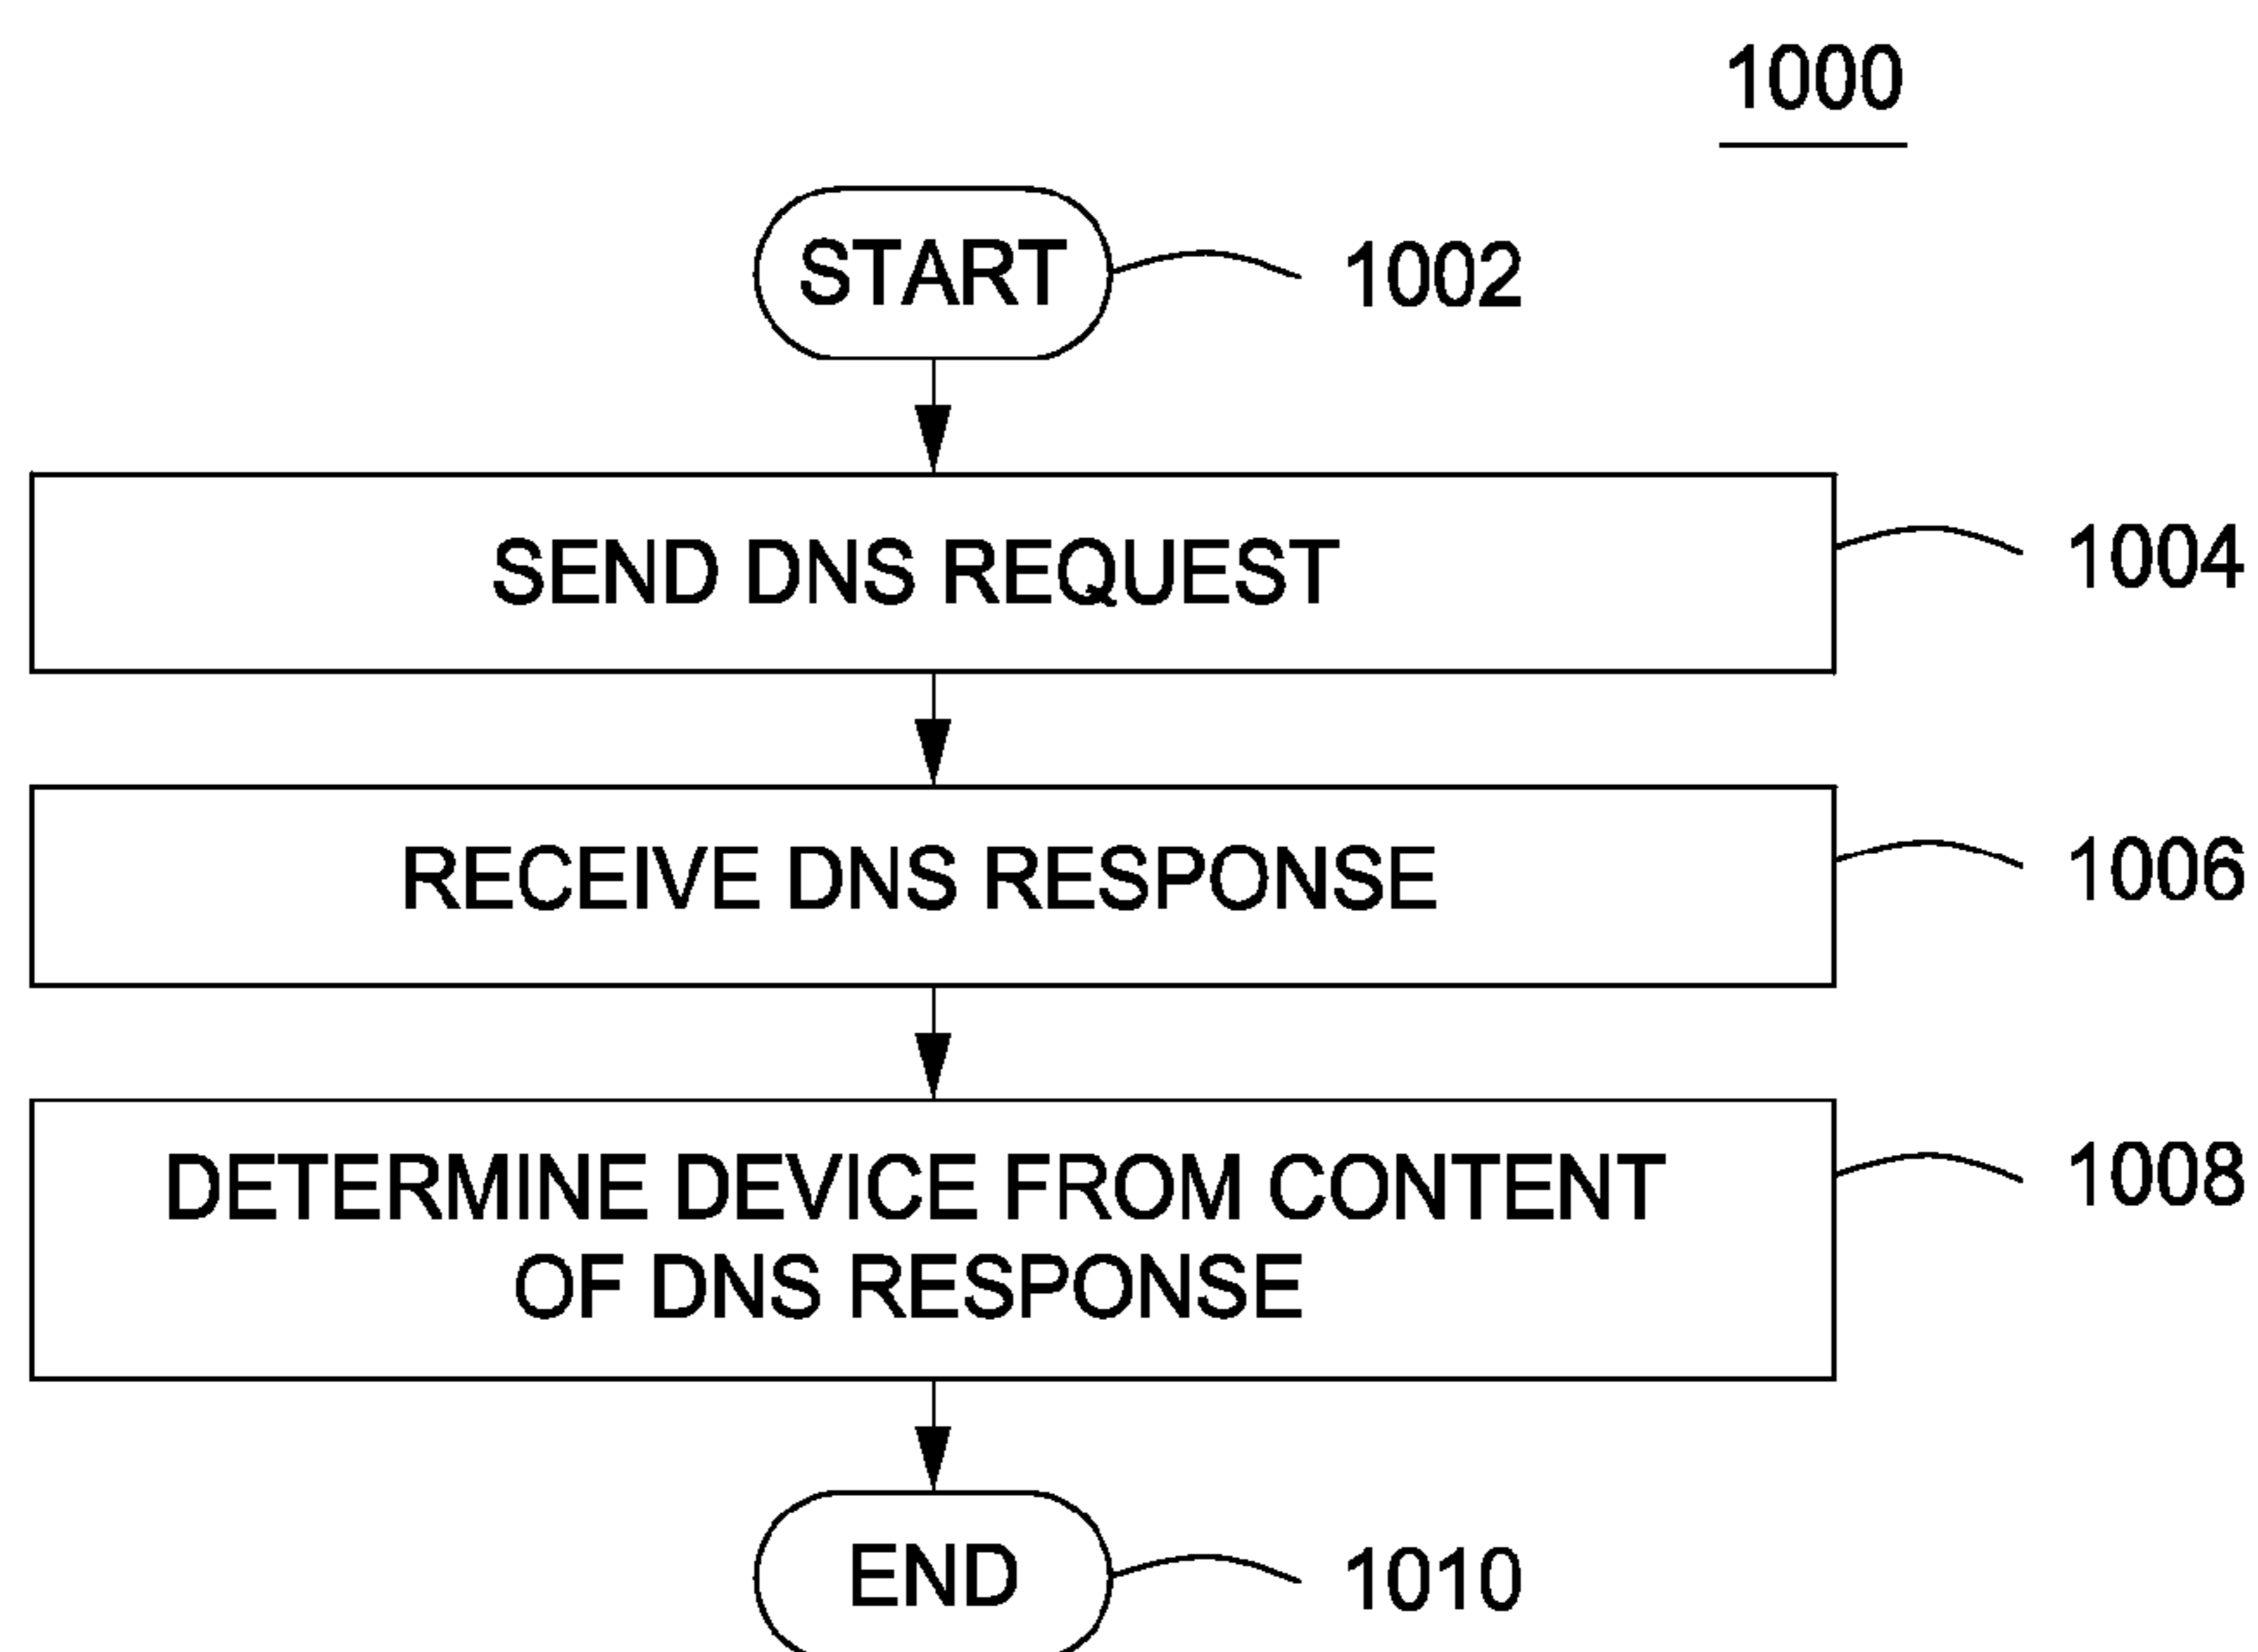 1000
START
1002
SEND DNS REQUEST
1004
RECEIVE DNS RESPONSE
1006
DETERMINE DEVICE FROM CONTENT
OF DNS RESPONSE
1008
END
1010